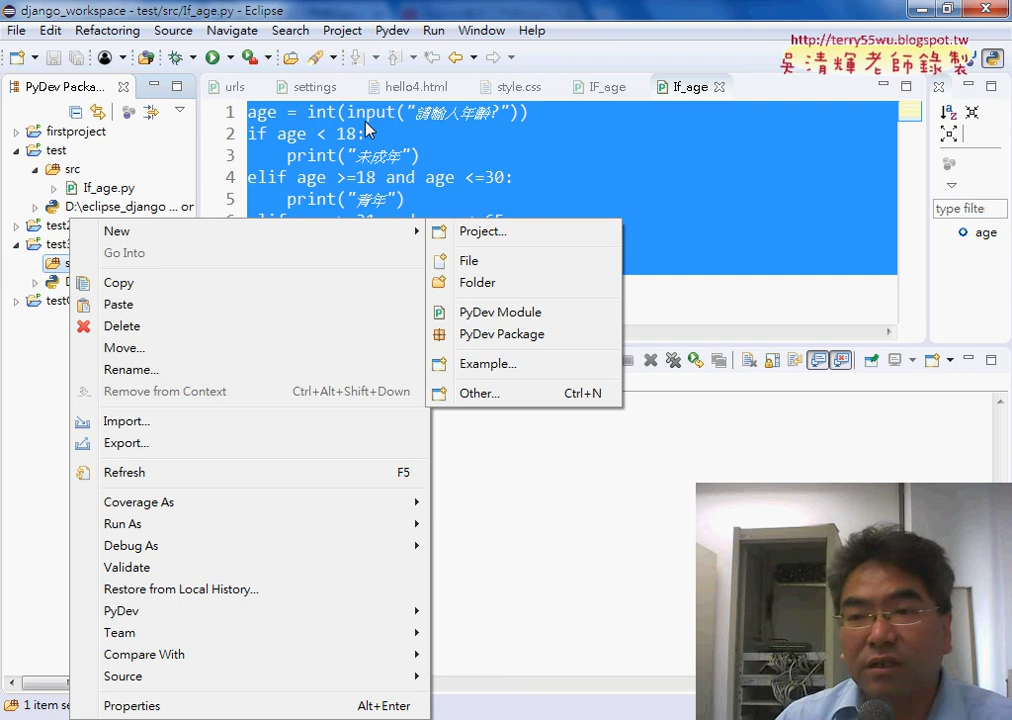 django_workspace - test/src/If_age.py - Eclipse
File Edit Refactoring Source Navigate Search Project Pydev Run Window Help
http://terry55wu.blogspot.tw
吳清輝老師錄製
PyDev Packa...
urls settings hello4.html style.css IF_age If_age
firstproject
test
src
If_age.py
D:\eclipse_django ... or
test2
test3
1 age = int(input("請輸入年齡?"))
2 if age < 18:
3 print("未成年")
4 elif age >=18 and age <=30:
5 print("青年")
type filte
age
New
Go Into
Copy
Paste
Delete
Move...
Rename...
Remove from Context Ctrl+Alt+Shift+Down
Import...
Export...
Refresh F5
Coverage As
Run As
Debug As
Validate
Restore from Local History...
PyDev
Team
Compare With
Source
Properties Alt+Enter
Project...
File
Folder
PyDev Module
PyDev Package
Example...
Other... Ctrl+N
1 item se